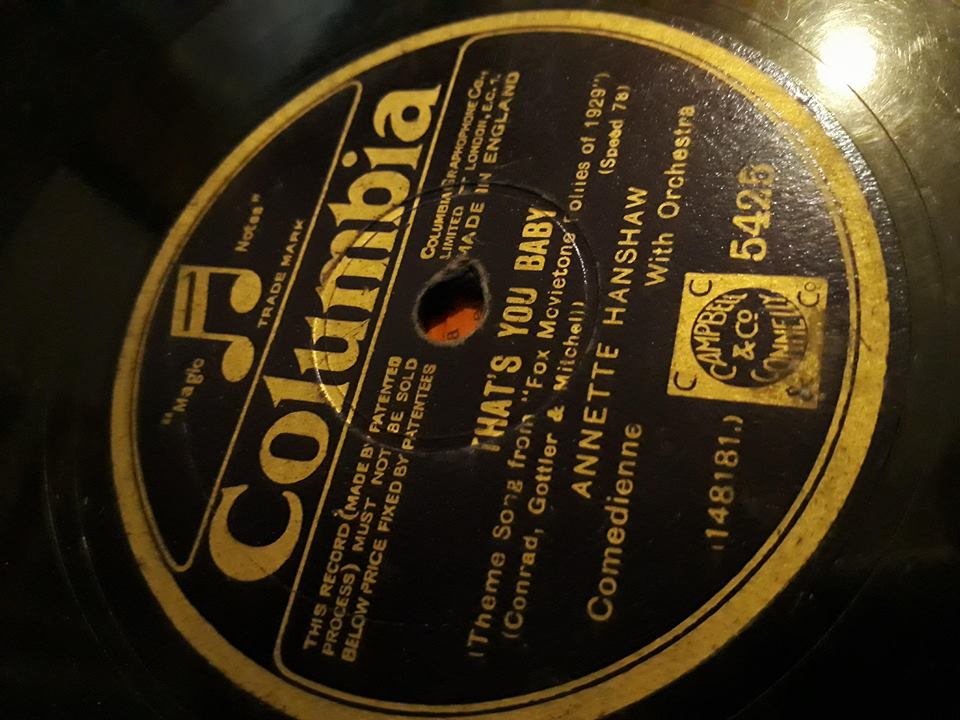 "Magic Notes"
TRADE MARK
Columbia
THIS RECORD (MADE BY PATENTED
PROCESS) MUST NOT BE SOLD
BELOW PRICE FIXED BY PATENTEES
COLUMBIA GRAPHOPHONE CO.,
LIMITED LONDON, E.C.1.
MADE IN ENGLAND
THAT'S YOU BABY
(Theme Song from "Fox Movietone Follies of 1929")
(Conrad, Gottler & Mitchell)
(Speed 78)
ANNETTE HANSHAW
Comedienne
With Orchestra
(148181.)
C C
CAMPBELL
& CO
CONNELLY
& Co
5425